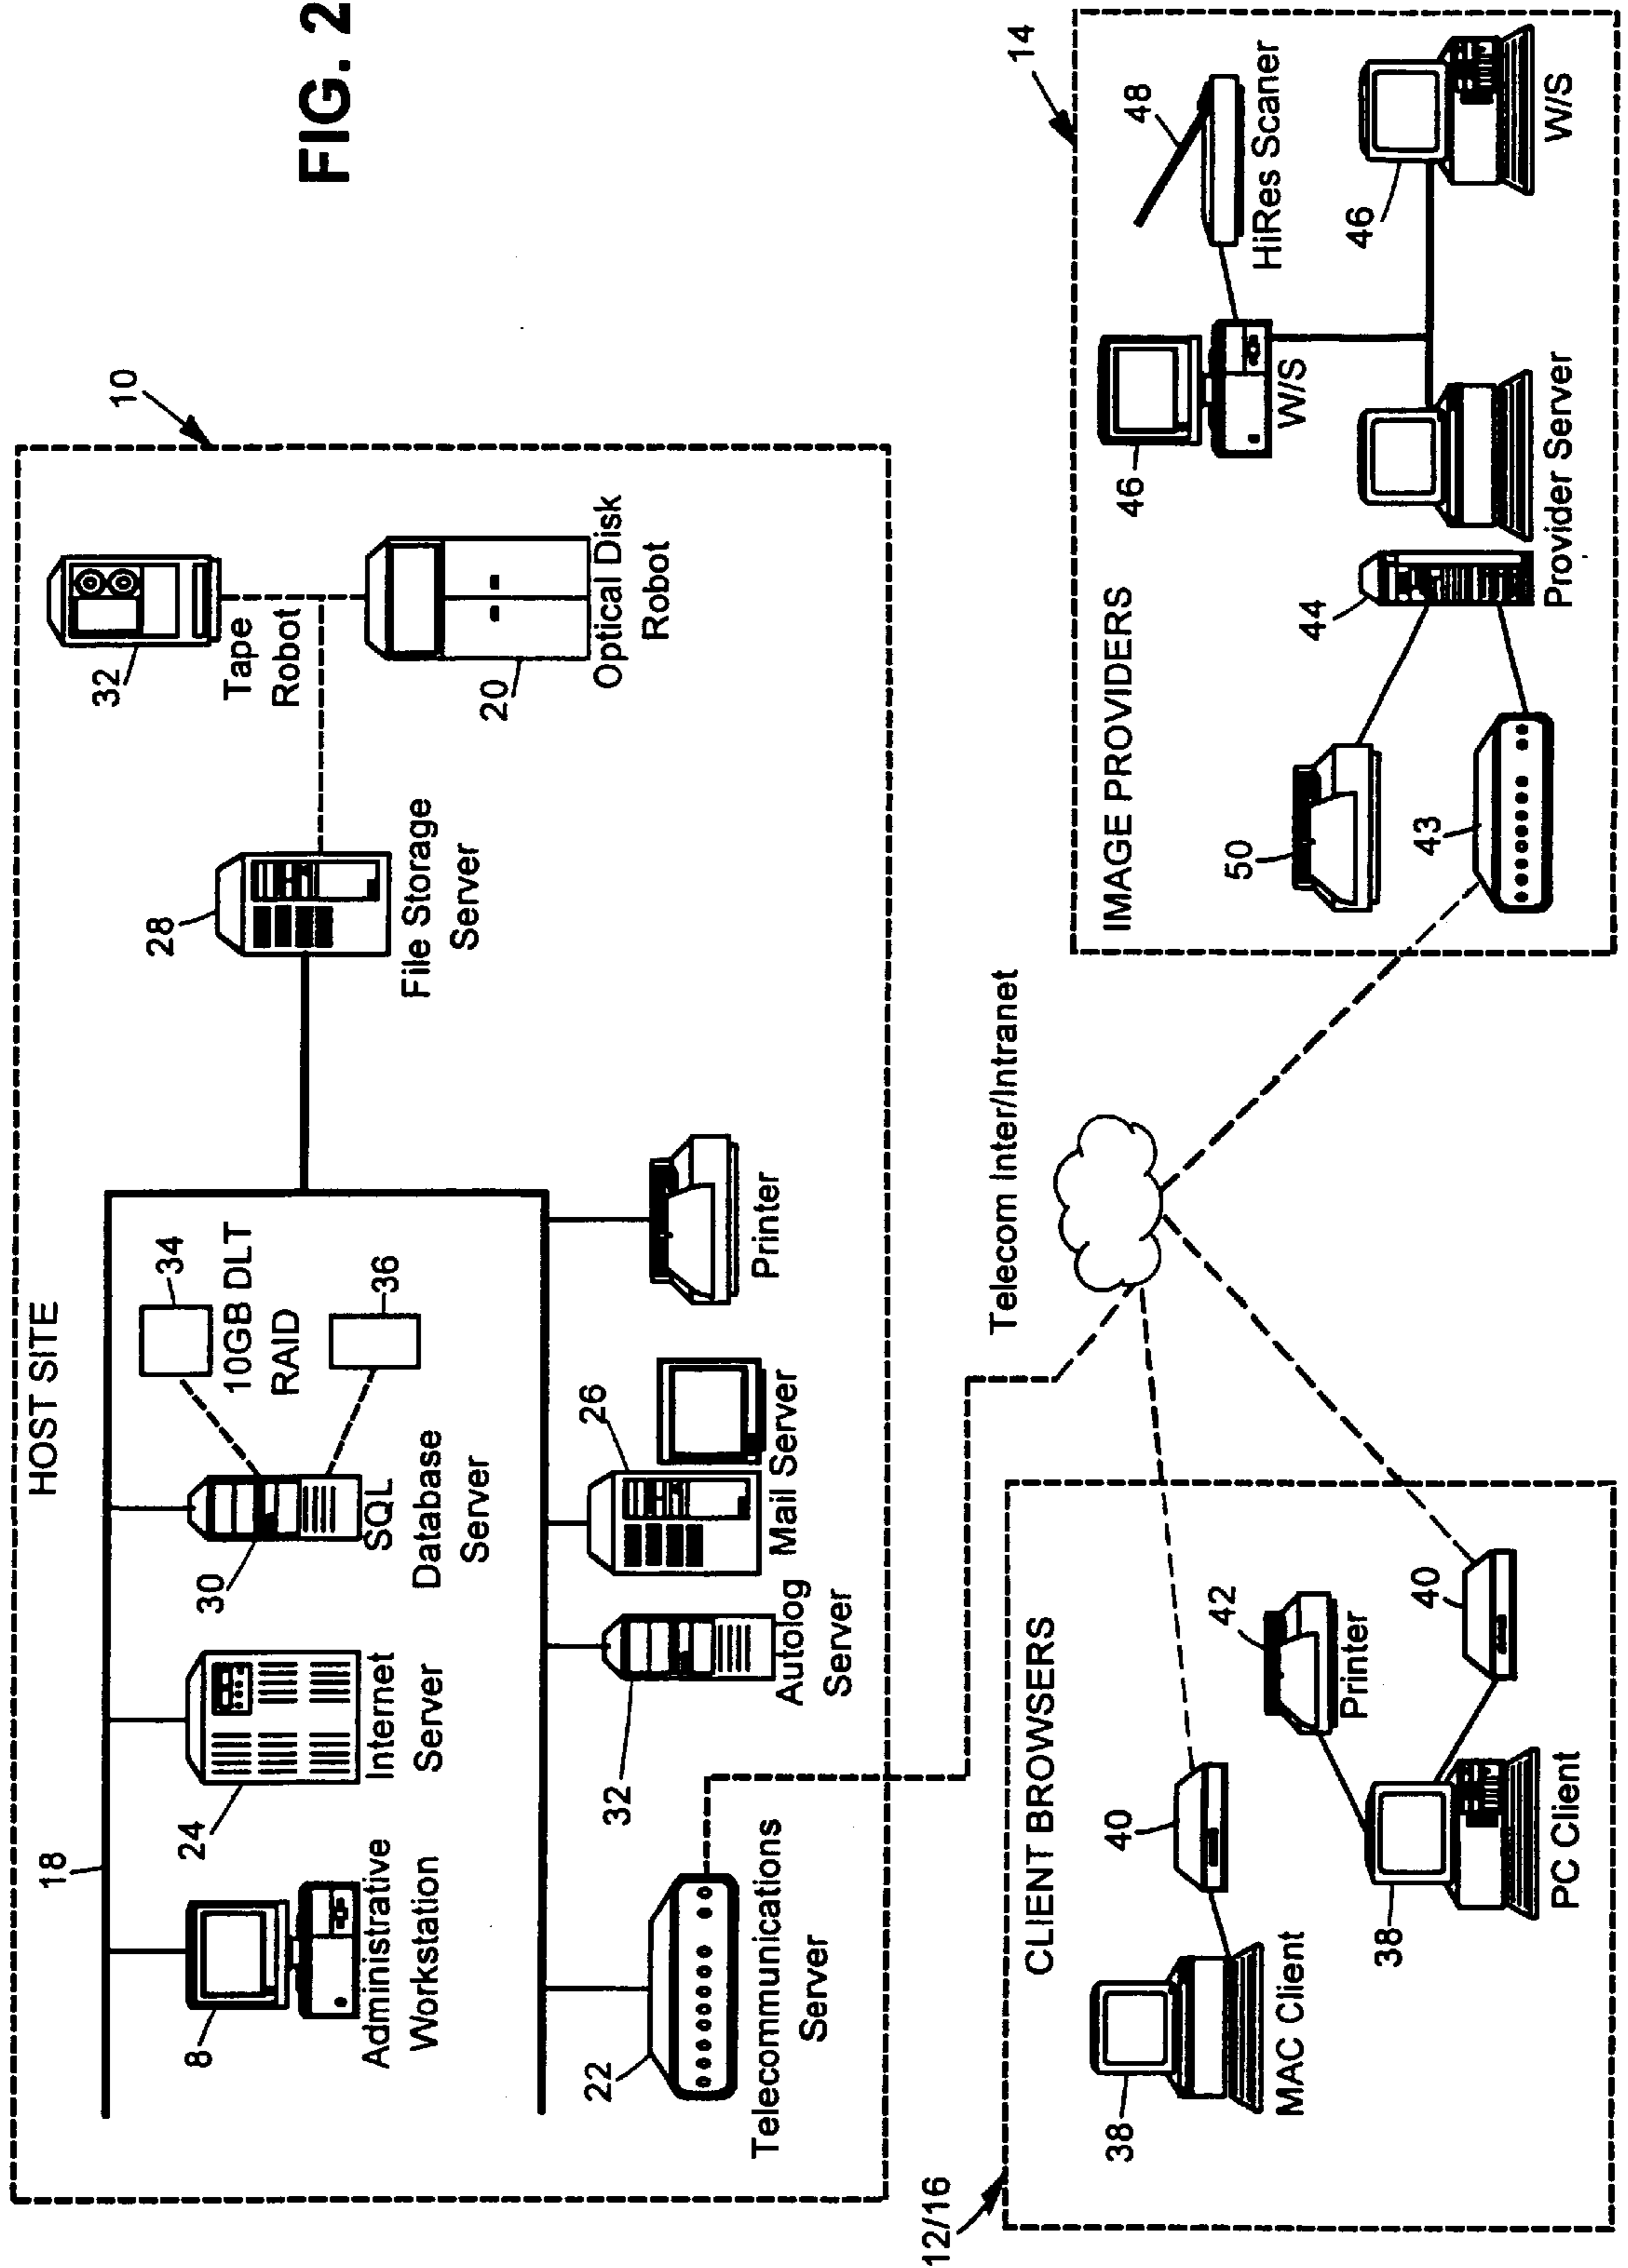 FIG. 2
10
HOST SITE
18
8
Administrative
Workstation
24
Internet
Server
30
SQL
Database
Server
34
10GB DLT
RAID
36
28
File Storage
Server
32
Tape
Robot
20
Optical Disk
Robot
22
Telecommunications
Server
32
Autolog
Server
26
Mail Server
Printer
Telecom Inter/Intranet
12/16
CLIENT BROWSERS
38
MAC Client
40
42
Printer
38
PC Client
40
14
IMAGE PROVIDERS
50
43
44
Provider Server
46
W/S
48
HiRes Scaner
46
W/S